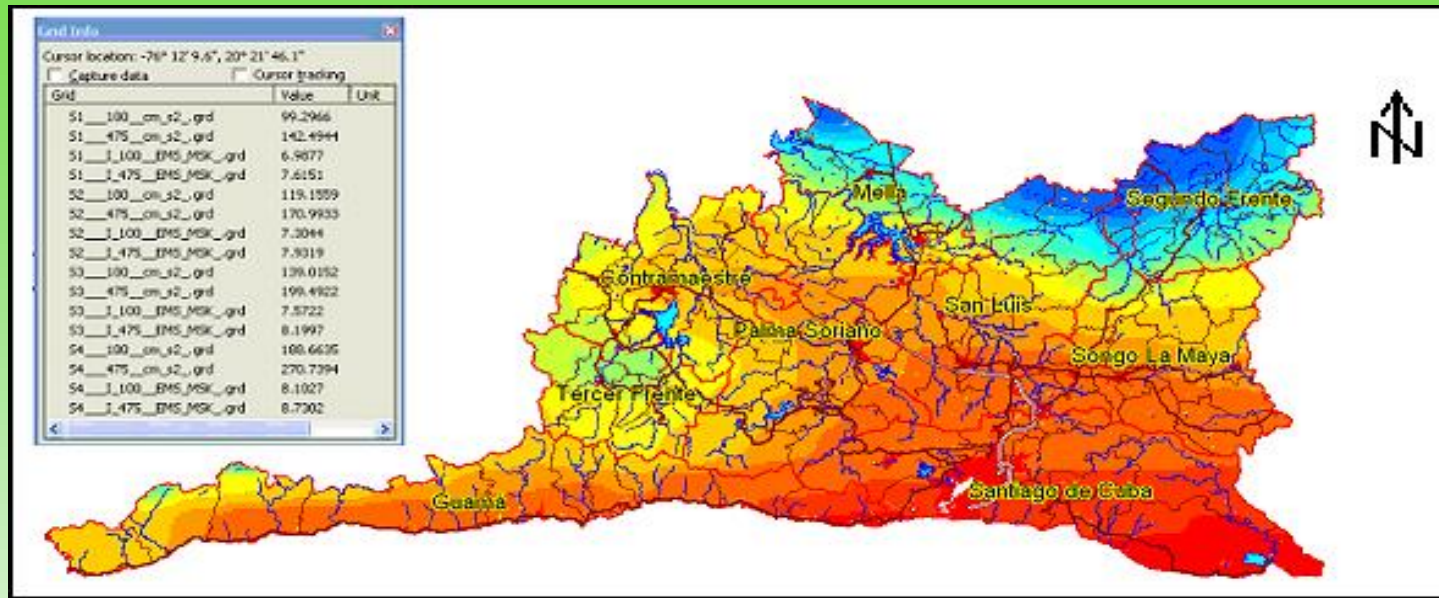 Grid Info
Cursor location: -76° 12' 9.6", 20° 21' 46.1"
Capture data Cursor tracking
Grid Value Unit
S1___100__cm_s2_.grd 99.2966
S1___475__cm_s2_.grd 142.4944
S1___I_100__EMS_MSK_.grd 6.9877
S1___I_475__EMS_MSK_.grd 7.6151
S2___100__cm_s2_.grd 119.1559
S2___475__cm_s2_.grd 170.9933
S2___I_100__EMS_MSK_.grd 7.3044
S2___I_475__EMS_MSK_.grd 7.9319
S3___100__cm_s2_.grd 139.0152
S3___475__cm_s2_.grd 199.4922
S3___I_100__EMS_MSK_.grd 7.5722
S3___I_475__EMS_MSK_.grd 8.1997
S4___100__cm_s2_.grd 188.6635
S4___475__cm_s2_.grd 270.7394
S4___I_100__EMS_MSK_.grd 8.1027
S4___I_475__EMS_MSK_.grd 8.7302
N
Mella
Segundo Frente
Contramaestre
San Luis
Palma Soriano
Songo La Maya
Tercer Frente
Guamá
Santiago de Cuba